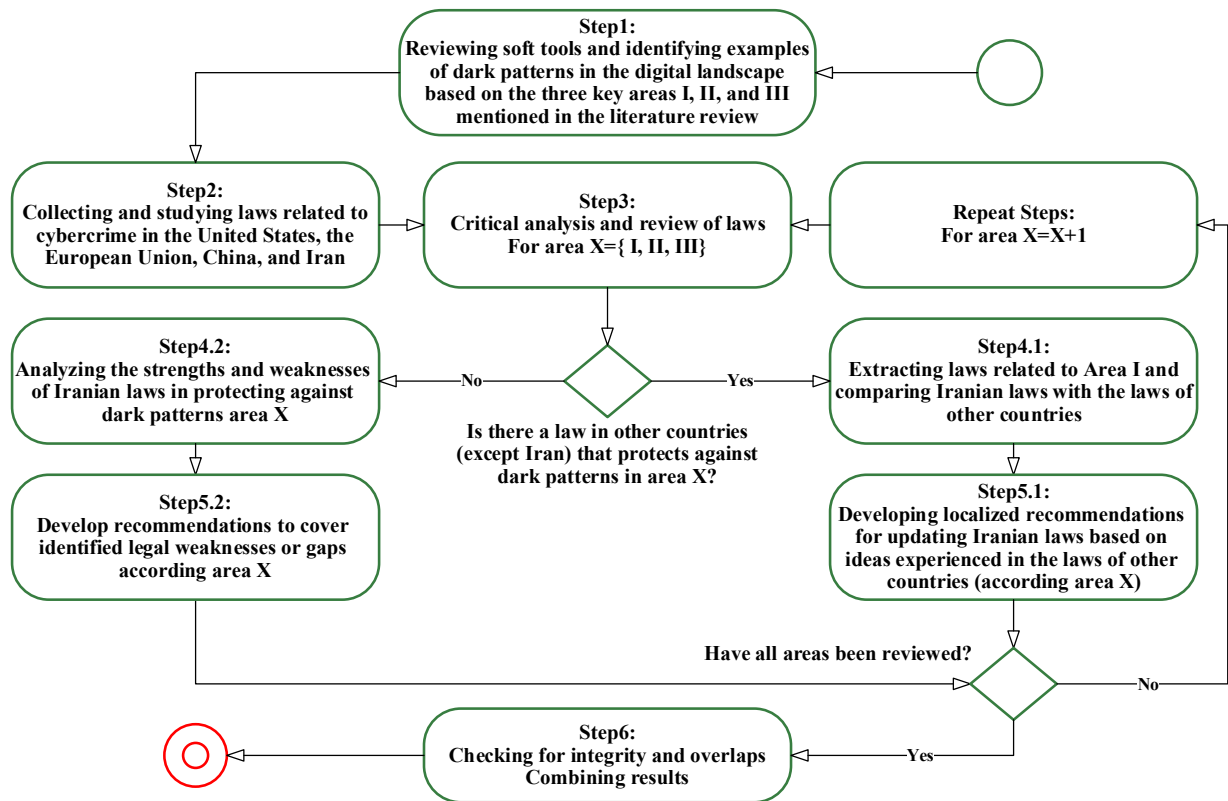 Step1:
Reviewing soft tools and identifying examples
of dark patterns in the digital landscape
based on the three key areas I, II, and III
mentioned in the literature review
Step2:
Collecting and studying laws related to
cybercrime in the United States, the
European Union, China, and Iran
Step3:
Critical analysis and review of laws
For area X={ I, II, III}
Repeat Steps:
For area X=X+1
Step4.2:
Analyzing the strengths and weaknesses
of Iranian laws in protecting against
dark patterns area X
No
Yes
Step4.1:
Extracting laws related to Area I and
comparing Iranian laws with the laws of
other countries
Is there a law in other countries
(except Iran) that protects against
dark patterns in area X?
Step5.2:
Develop recommendations to cover
identified legal weaknesses or gaps
according area X
Step5.1:
Developing localized recommendations
for updating Iranian laws based on
ideas experienced in the laws of other
countries (according area X)
Have all areas been reviewed?
No
Yes
Step6:
Checking for integrity and overlaps
Combining results